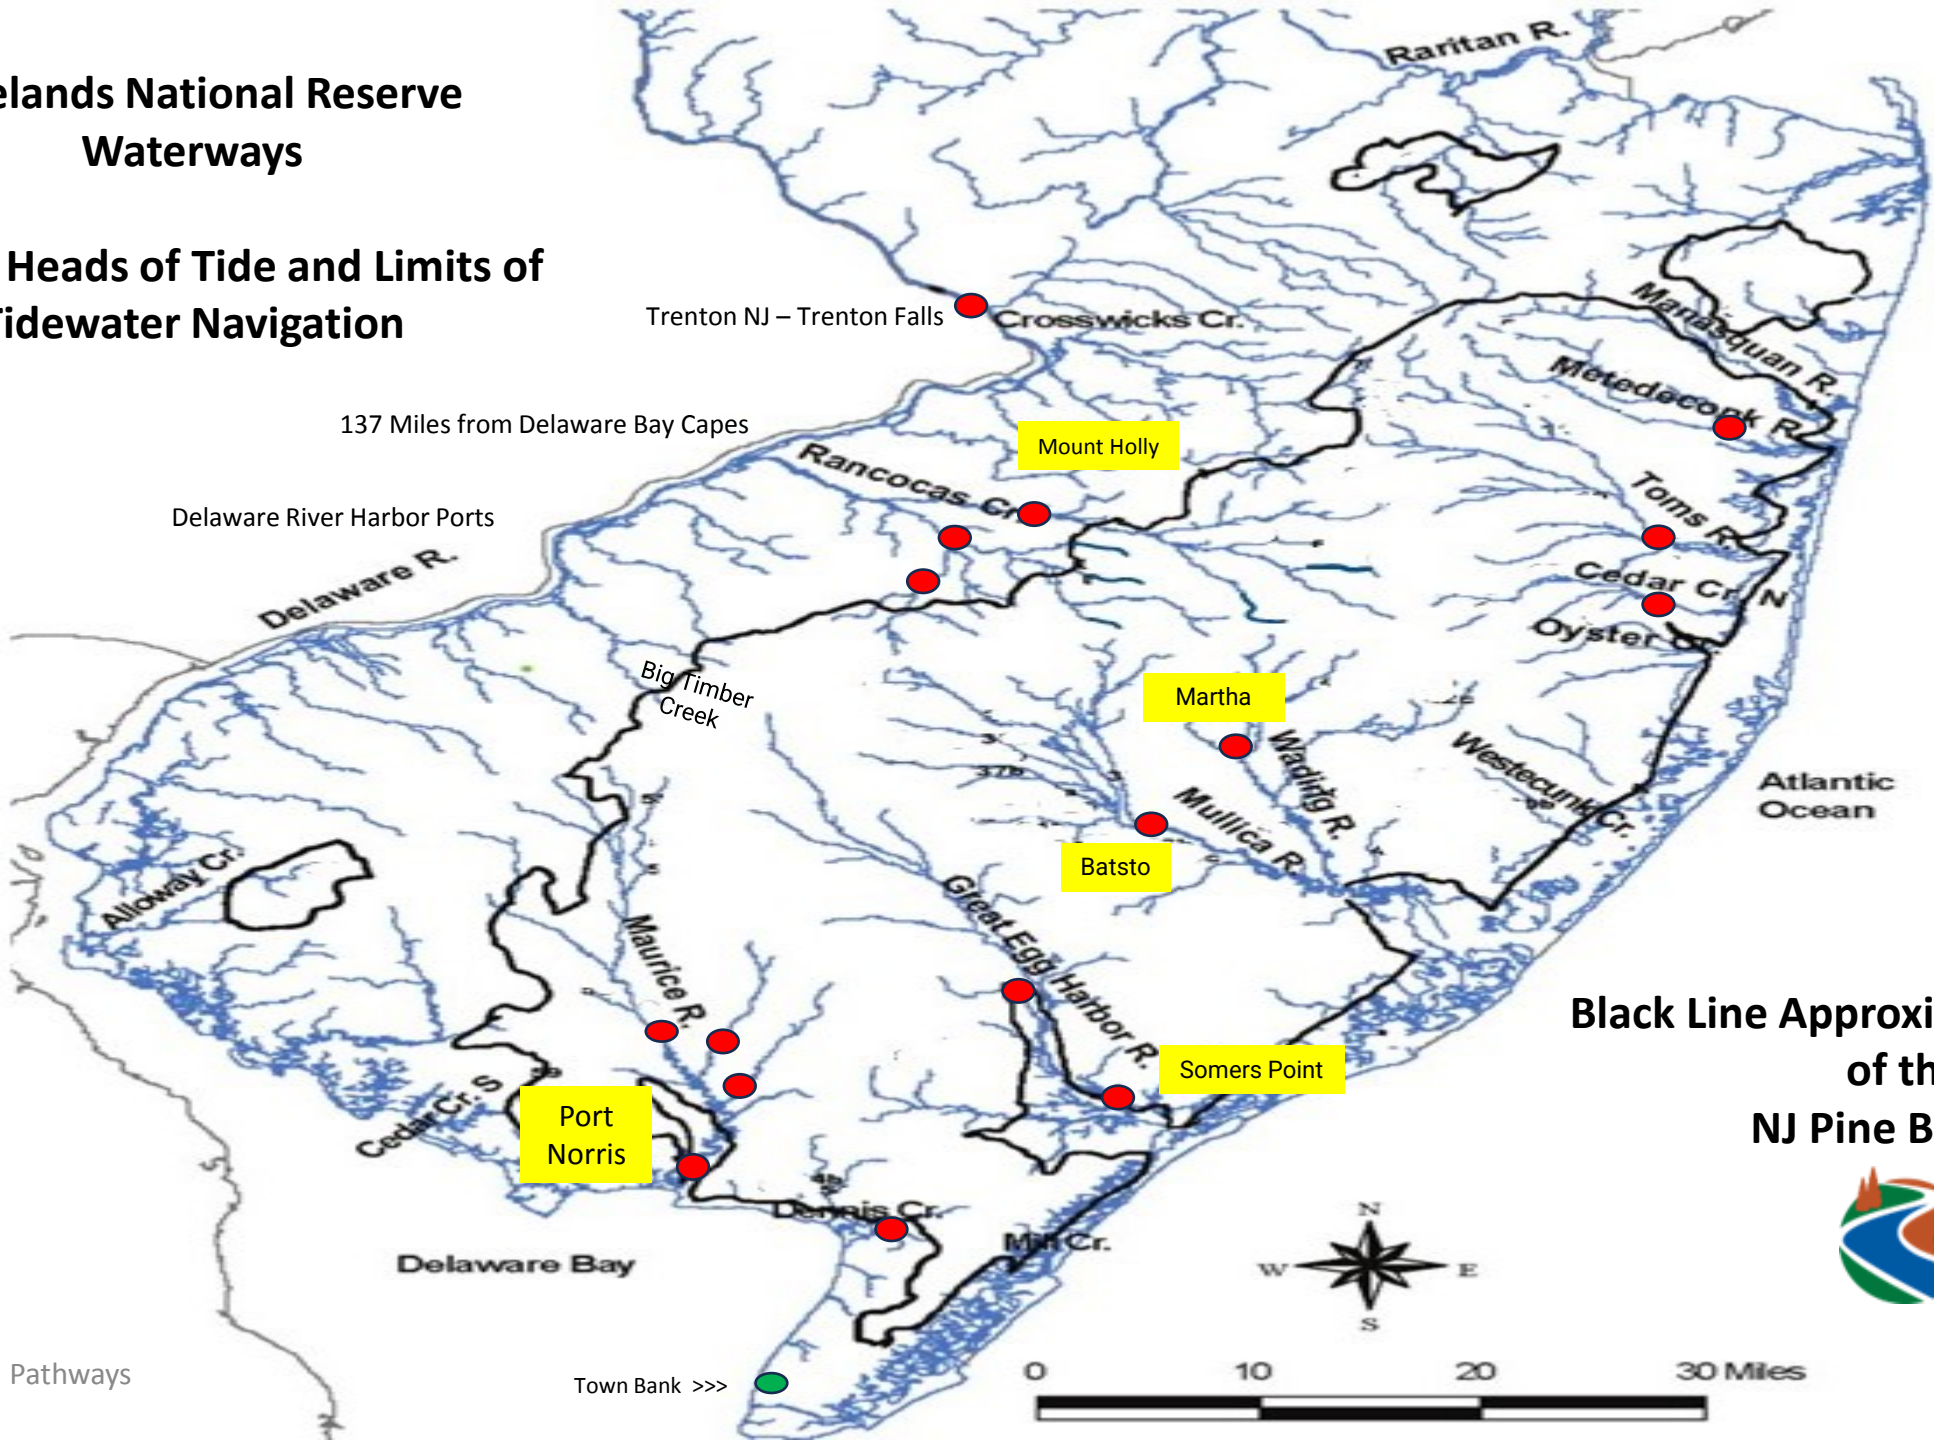 elands National Reserve
Waterways
Heads of Tide and Limits of
Tidewater Navigation
Raritan R.
Trenton NJ – Trenton Falls
Crosswicks Cr.
Manasquan R.
Metedeconk R.
137 Miles from Delaware Bay Capes
Mount Holly
Rancocas Cr.
Toms R.
Delaware River Harbor Ports
Delaware R.
Cedar Cr. N
Oyster Cr.
Big Timber
Creek
Martha
Wading R.
Westecunk Cr.
Mullica R.
Atlantic
Ocean
Batsto
Alloway Cr.
Great Egg Harbor R.
Maurice R.
Black Line Approxi
of th
NJ Pine B
Somers Point
Cedar Cr. S
Port
Norris
Dennis Cr.
Mill Cr.
Delaware Bay
N
W E
S
Pathways
Town Bank >>>
0 10 20 30 Miles